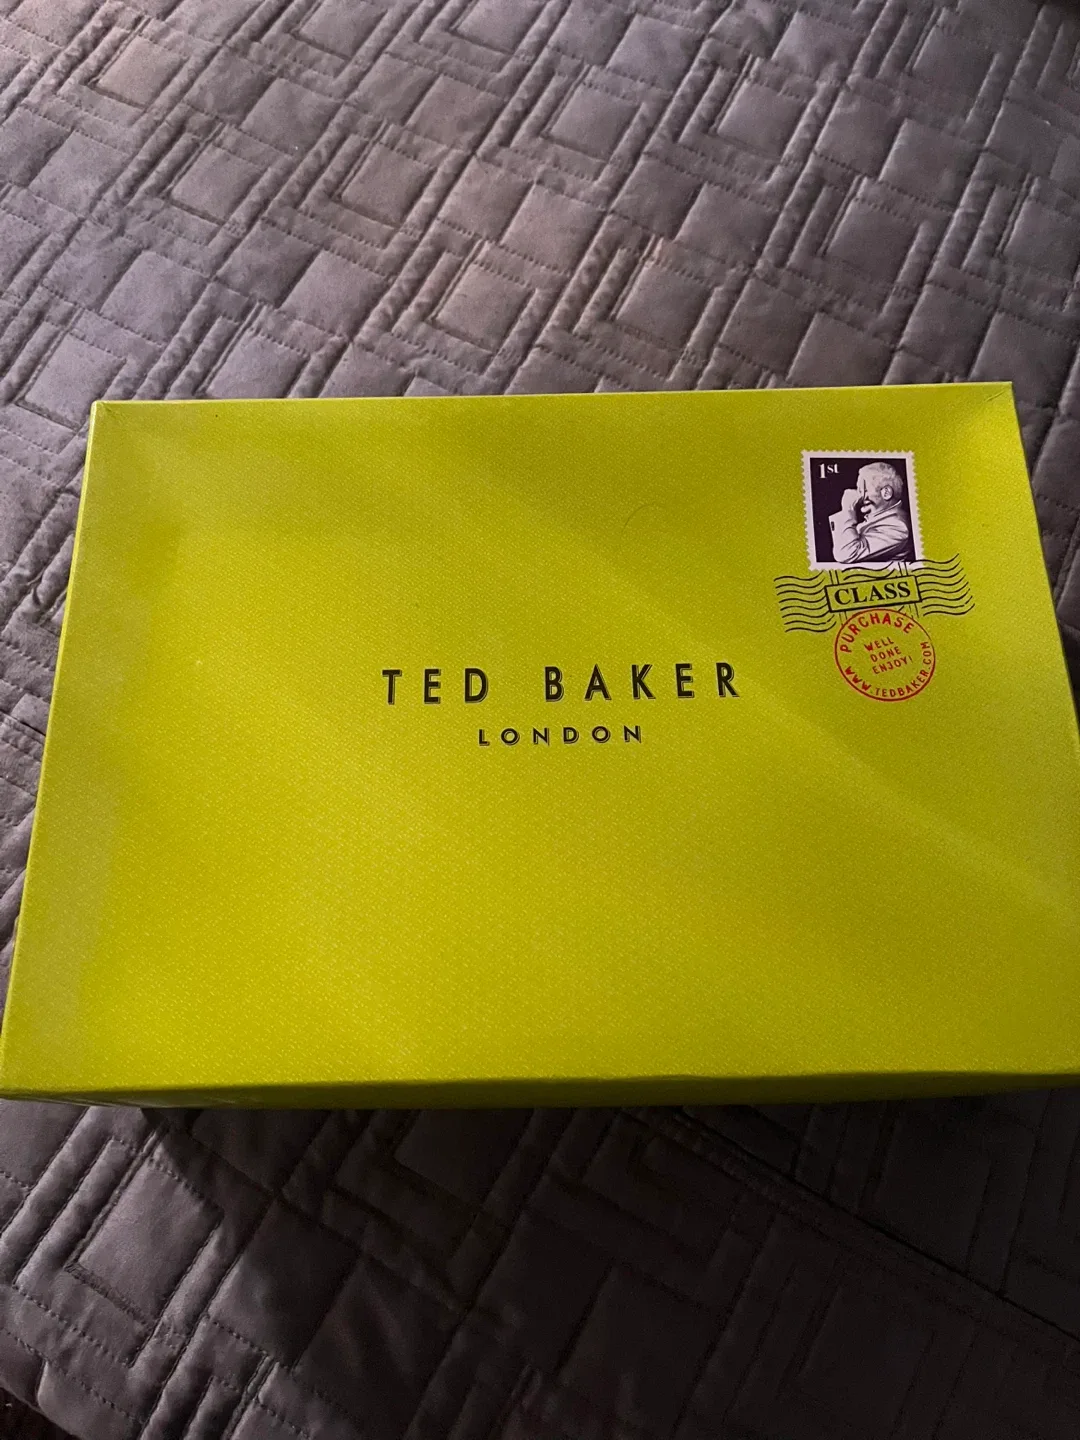 1st
CLASS
PURCHASE
WELL
DONE
ENJOY!
WWW.TEDBAKER.COM
TED BAKER
LONDON